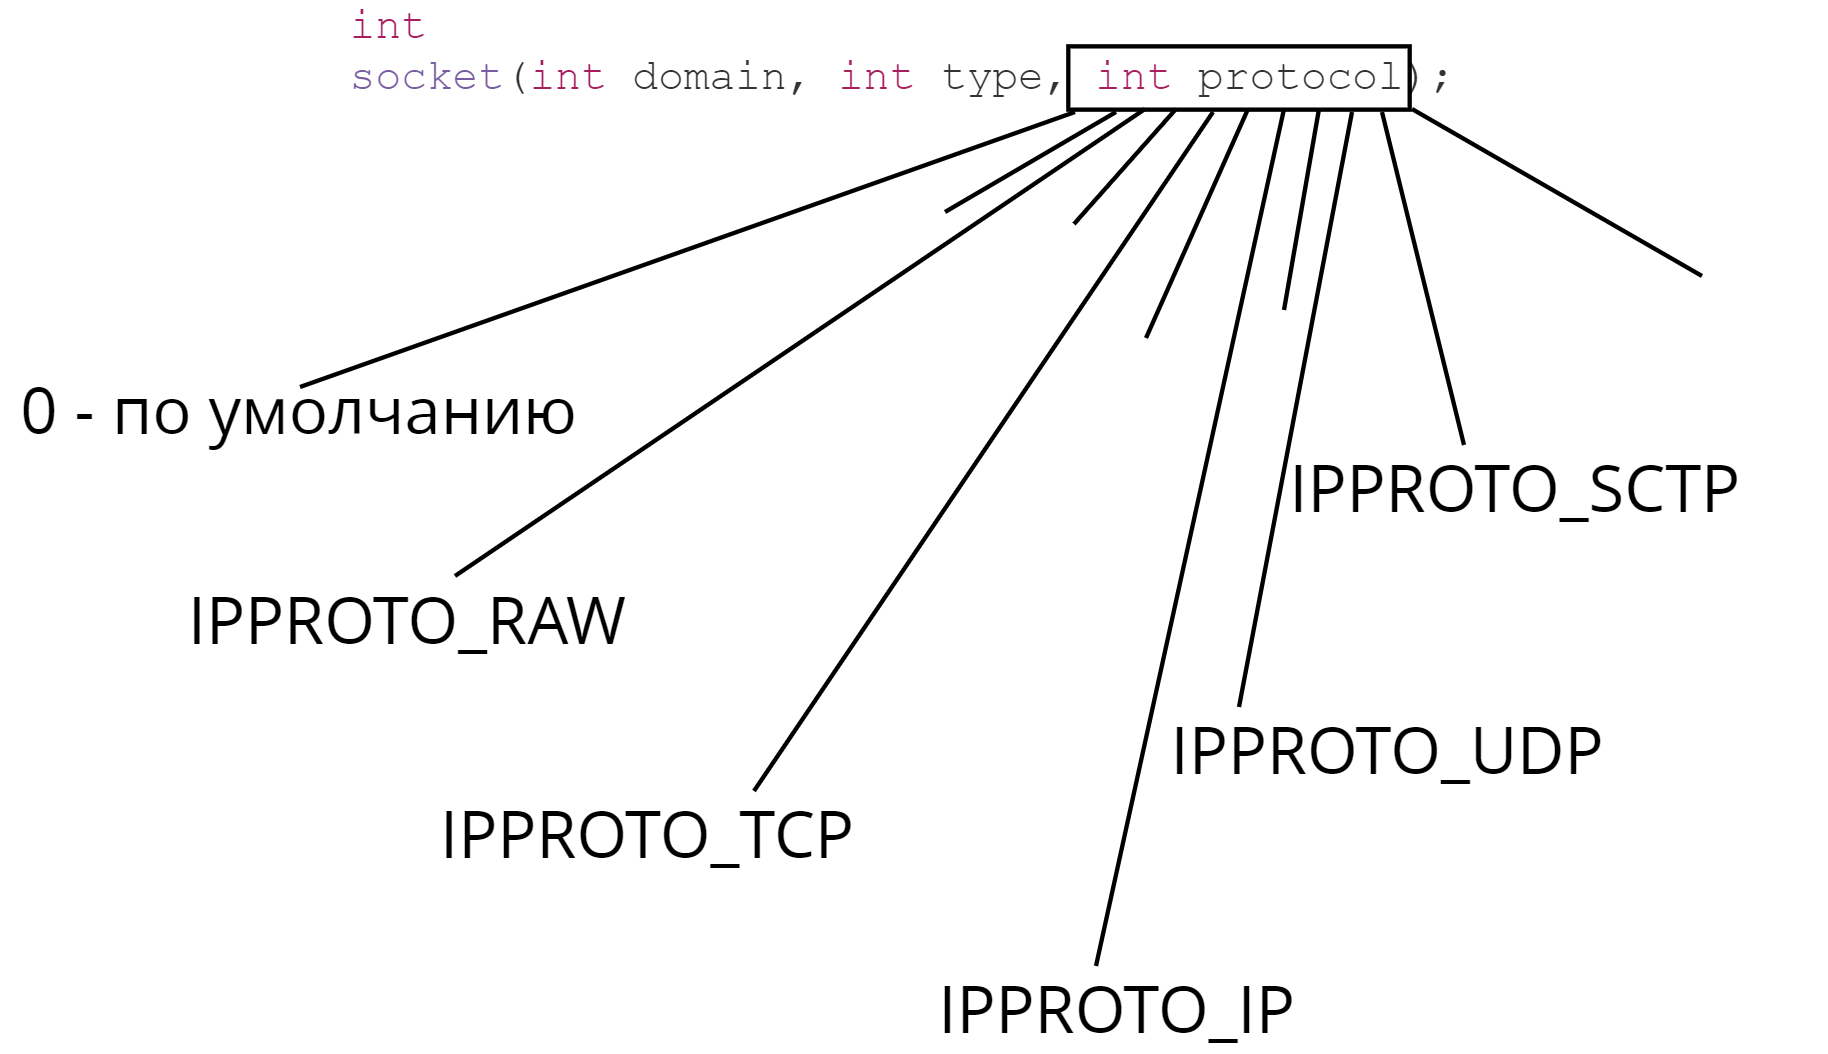 int
socket(int domain, int type, int protocol);
0 - по умолчанию
IPPROTO_SCTP
IPPROTO_RAW
IPPROTO_UDP
IPPROTO_TCP
IPPROTO_IP